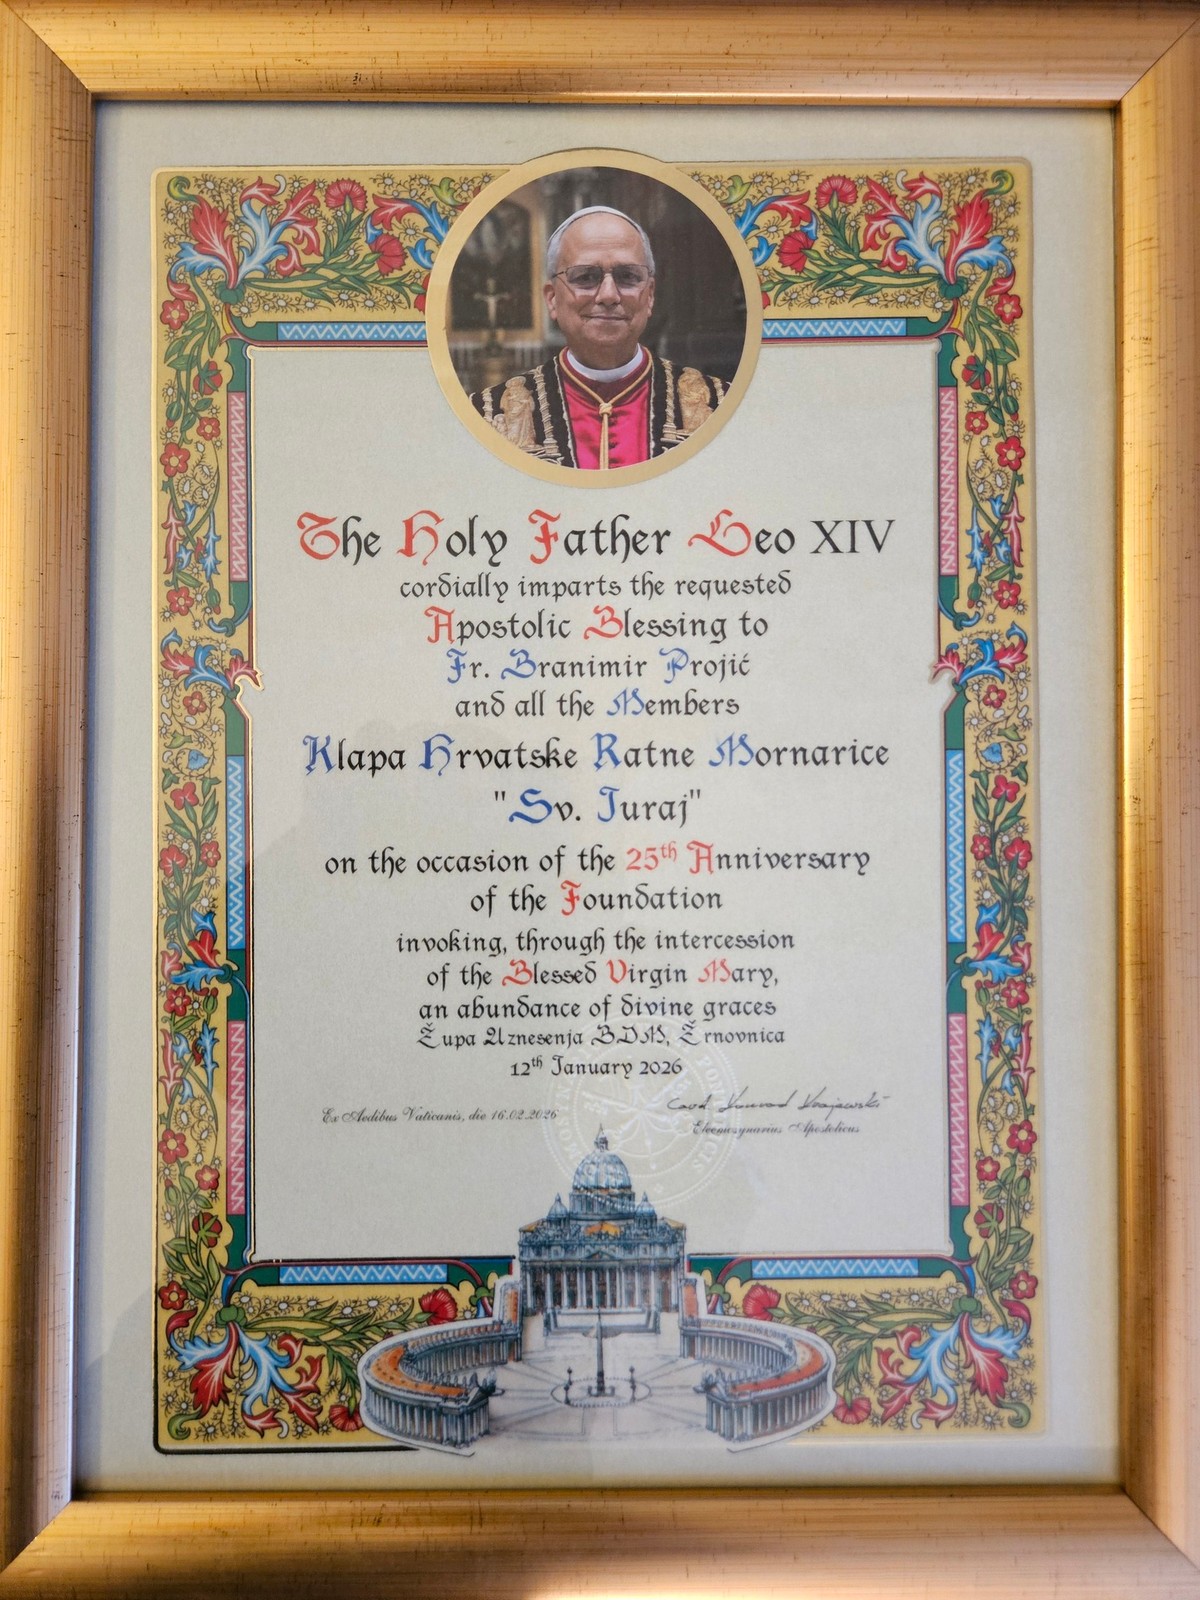 The Holy Father Leo XIV
cordially imparts the requested
Apostolic Blessing to
Fr. Branimir Projić
and all the Members
Klapa Hrvatske Ratne Mornarice
"Sv. Juraj"
on the occasion of the 25th Anniversary
of the Foundation
invoking, through the intercession
of the Blessed Virgin Mary,
an abundance of divine graces
Župa Uznesenja BDM, Žrnovnica
12th January 2026
Ex Aedibus Vaticanis, die 16.02.2026
Card Konrad Krajewski
Eleemosynarius Apostolicus